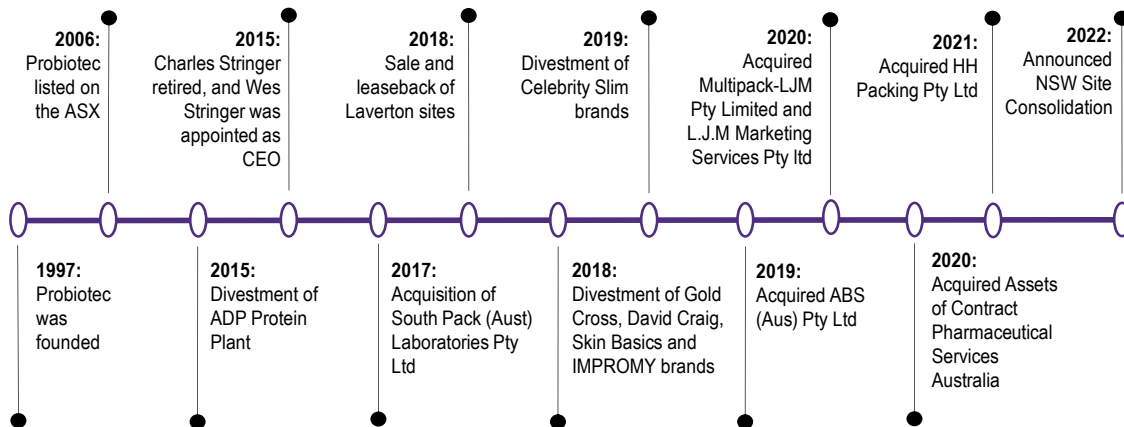 2006:
Probiotec
listed on
the ASX
2015:
Charles Stringer
retired, and Wes
Stringer was
appointed as
CEO
2018:
Sale and
leaseback of
Laverton sites
2019:
Divestment of
Celebrity Slim
brands
2020:
Acquired
Multipack-LJM
Pty Limited and
L.J.M Marketing
Services Pty ltd
2021:
Acquired HH
Packing Pty Ltd
2022:
Announced
NSW Site
Consolidation
1997:
Probiotec
was
founded
2015:
Divestment of
ADP Protein
Plant
2017:
Acquisition of
South Pack (Aust)
Laboratories Pty
Ltd
2018:
Divestment of Gold
Cross, David Craig,
Skin Basics and
IMPROMY brands
2019:
Acquired ABS
(Aus) Pty Ltd
2020:
Acquired Assets
of Contract
Pharmaceutical
Services
Australia